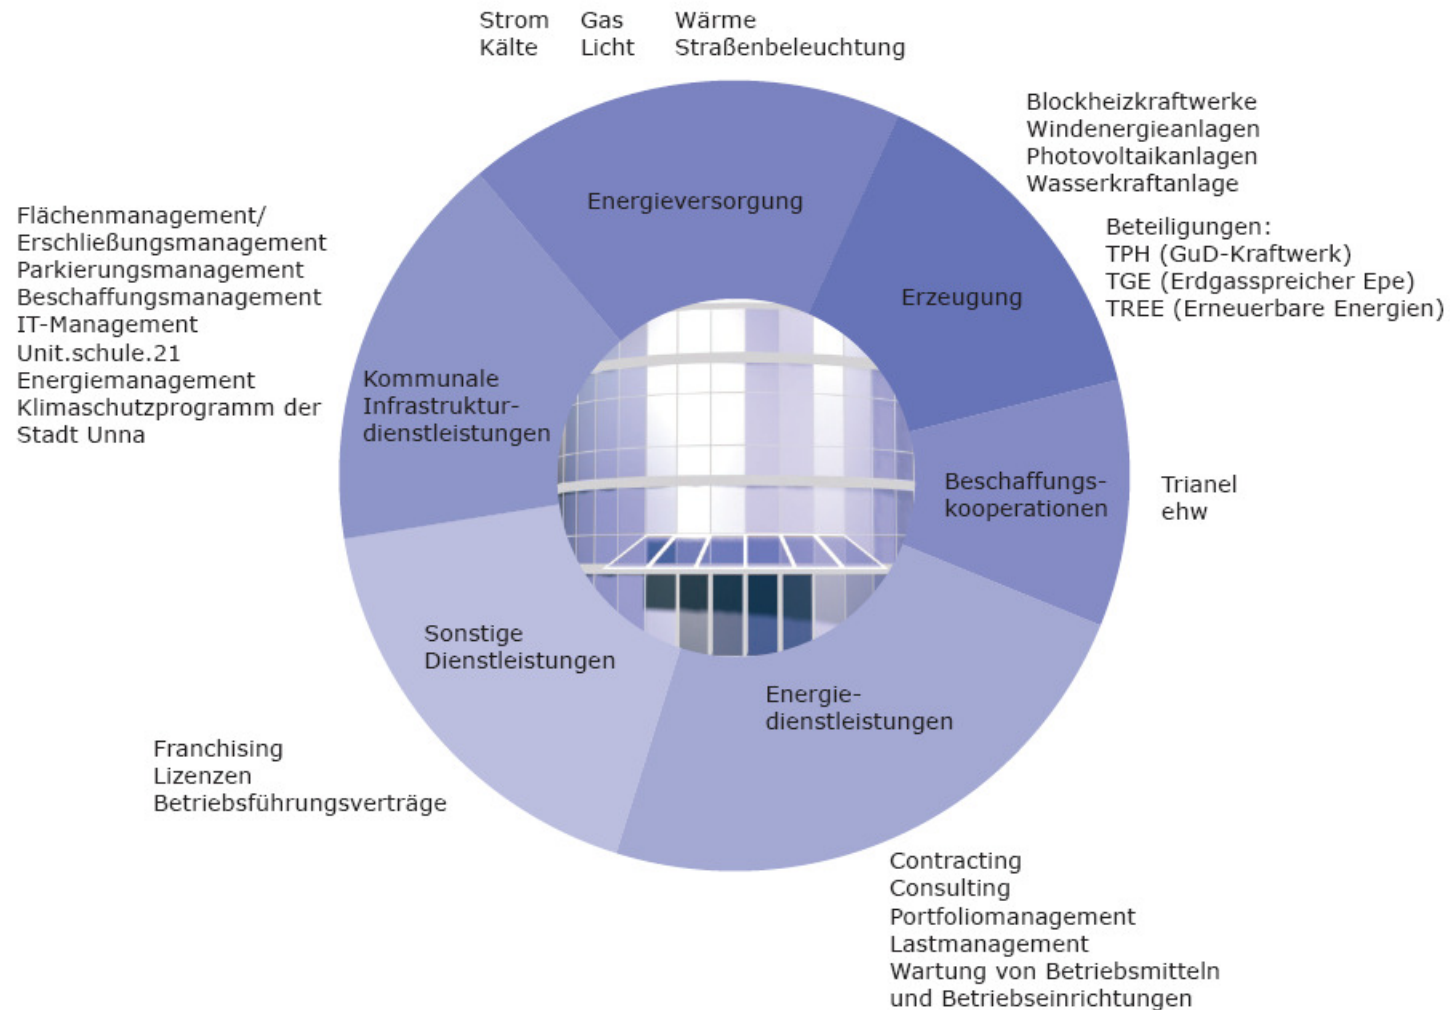 Strom Gas Wärme
Kälte Licht Straßenbeleuchtung
Energieversorgung
Blockheizkraftwerke
Windenergieanlagen
Photovoltaikanlagen
Wasserkraftanlage
Beteiligungen:
TPH (GuD-Kraftwerk)
TGE (Erdgasspreicher Epe)
TREE (Erneuerbare Energien)
Erzeugung
Beschaffungs-
kooperationen
Trianel
ehw
Energie-
dienstleistungen
Contracting
Consulting
Portfoliomanagement
Lastmanagement
Wartung von Betriebsmitteln
und Betriebseinrichtungen
Sonstige
Dienstleistungen
Franchising
Lizenzen
Betriebsführungsverträge
Kommunale
Infrastruktur-
dienstleistungen
Flächenmanagement/
Erschließungsmanagement
Parkierungsmanagement
Beschaffungsmanagement
IT-Management
Unit.schule.21
Energiemanagement
Klimaschutzprogramm der
Stadt Unna